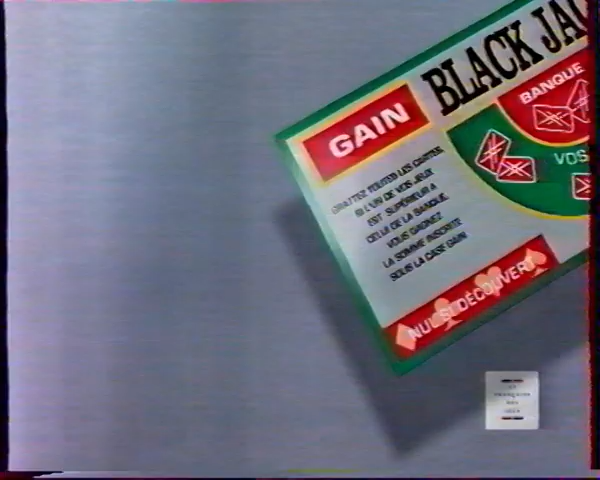 BLACK JAC
BANQUE
GAIN
VOS
GRATTEZ TOUTES LES CARTES.
SI L'UN DE VOS JEUX
EST SUPÉRIEUR A
CELUI DE LA BANQUE,
VOUS GAGNEZ
LA SOMME INSCRITE
SOUS LA CASE GAIN
NUL SI DÉCOUVERT